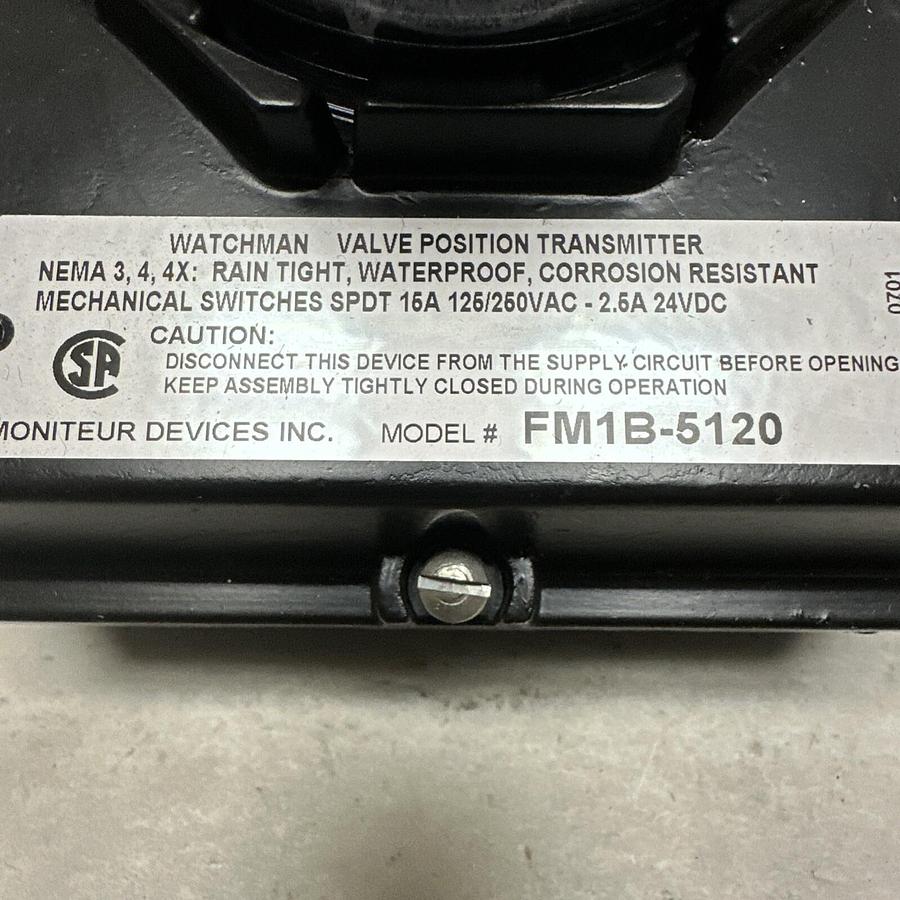 WATCHMAN VALVE POSITION TRANSMITTER
NEMA 3, 4, 4X: RAIN TIGHT, WATERPROOF, CORROSION RESISTANT
MECHANICAL SWITCHES SPDT 15A 125/250VAC - 2.5A 24VDC
0701
CAUTION:
SA
DISCONNECT THIS DEVICE FROM THE SUPPLY CIRCUIT BEFORE OPENING
KEEP ASSEMBLY TIGHTLY CLOSED DURING OPERATION
MONITEUR DEVICES INC. MODEL # FM1B-5120